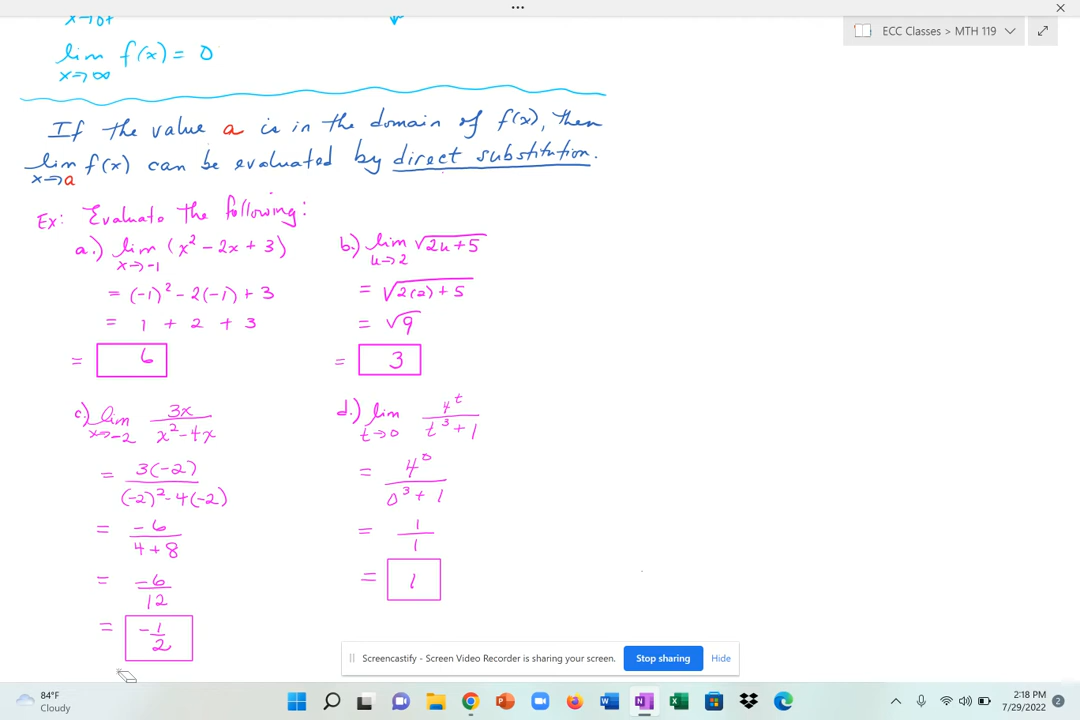 •••
ECC Classes > MTH 119
x→0+
lim f(x) = 0
x→∞
If the value a is in the domain of f(x), then
lim f(x) can be evaluated by direct substitution.
x→a
Ex: Evaluate the following:
a.) lim (x² - 2x + 3)
x→-1
= (-1)² - 2(-1) + 3
= 1 + 2 + 3
= 6
b.) lim √2u+5
u→2
= √2(2)+5
= √9
= 3
c.) lim 3x / x² - 4x
x→-2
= 3(-2) / (-2)² - 4(-2)
= -6 / 4+8
= -6 / 12
= -1/2
d.) lim 4^t / t³ + 1
t→0
= 4⁰ / 0³ + 1
= 1 / 1
= 1
Screencastify - Screen Video Recorder is sharing your screen.
Stop sharing
Hide
84°F
Cloudy
2:18 PM
7/29/2022
2